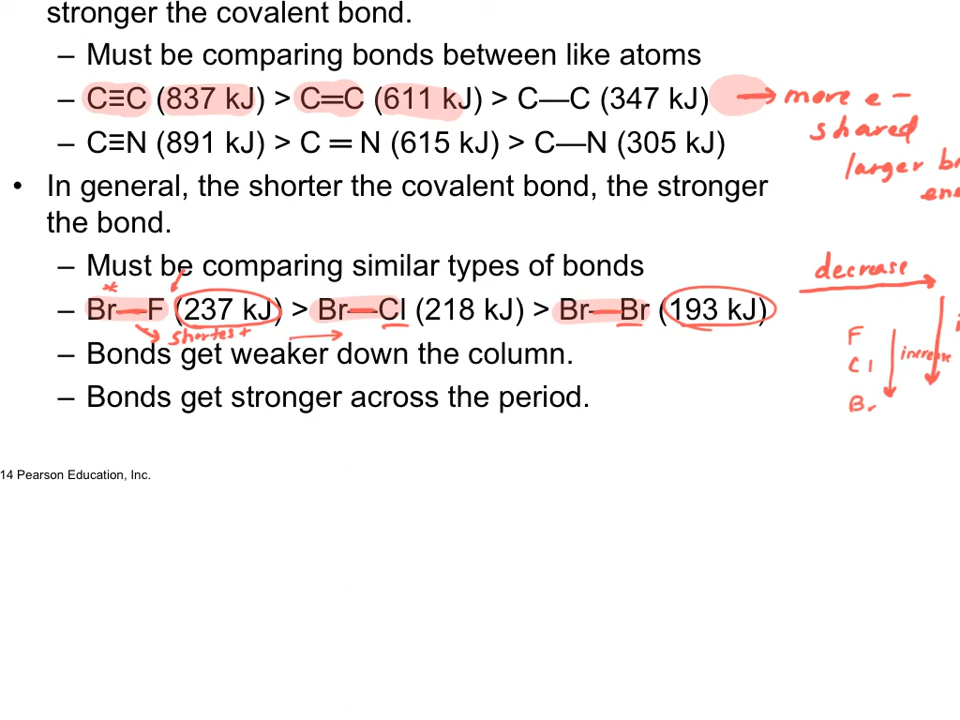 stronger the covalent bond.
– Must be comparing bonds between like atoms
– C≡C (837 kJ) > C═C (611 kJ) > C—C (347 kJ)
→ more e –
shared
larger
– C≡N (891 kJ) > C ═ N (615 kJ) > C—N (305 kJ)
• In general, the shorter the covalent bond, the stronger
the bond.
– Must be comparing similar types of bonds
decrease
– Br—F (237 kJ) > Br—Cl (218 kJ) > Br—Br (193 kJ)
shortest
F
Cl
Br
increase
– Bonds get weaker down the column.
– Bonds get stronger across the period.
14 Pearson Education, Inc.